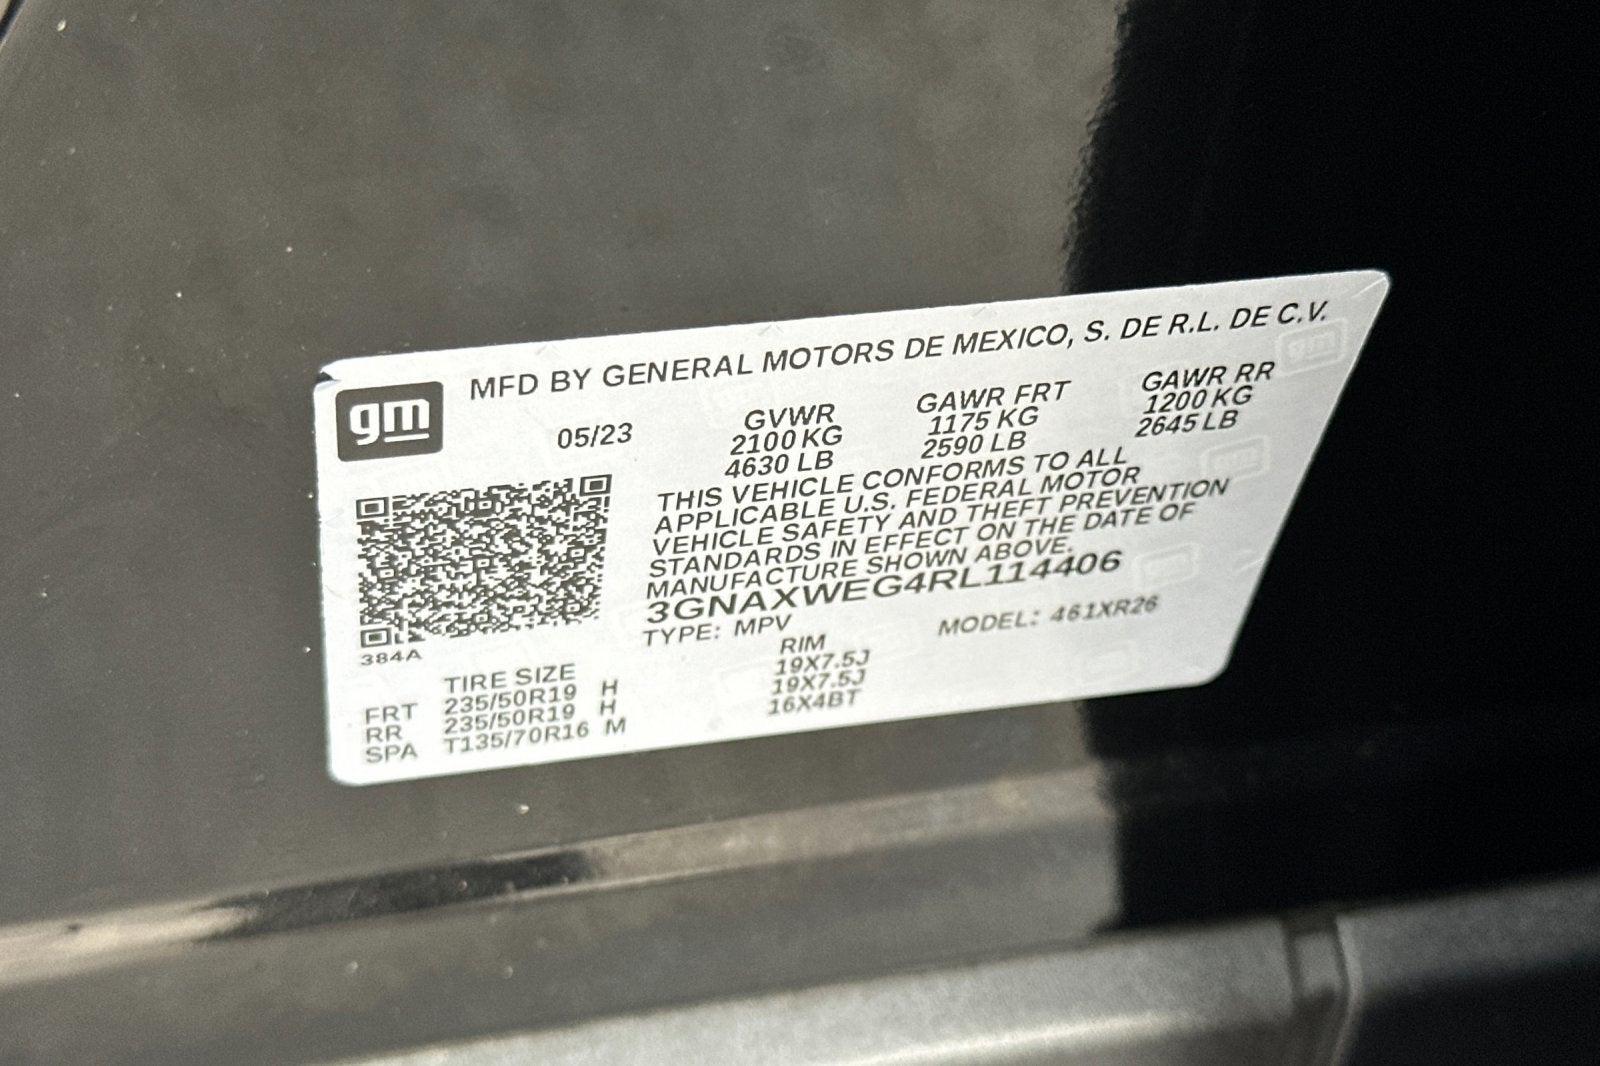 gm
MFD BY GENERAL MOTORS DE MEXICO, S. DE R.L. DE C.V.
05/23
GVWR
2100 KG
4630 LB
GAWR FRT
1175 KG
2590 LB
GAWR RR
1200 KG
2645 LB
THIS VEHICLE CONFORMS TO ALL
APPLICABLE U.S. FEDERAL MOTOR
VEHICLE SAFETY AND THEFT PREVENTION
STANDARDS IN EFFECT ON THE DATE OF
MANUFACTURE SHOWN ABOVE.
3GNAXWEG4RL114406
TYPE: MPV
MODEL: 461XR26
384A
TIRE SIZE RIM
FRT 235/50R19 H 19X7.5J
RR 235/50R19 H 19X7.5J
SPA T135/70R16 M 16X4BT